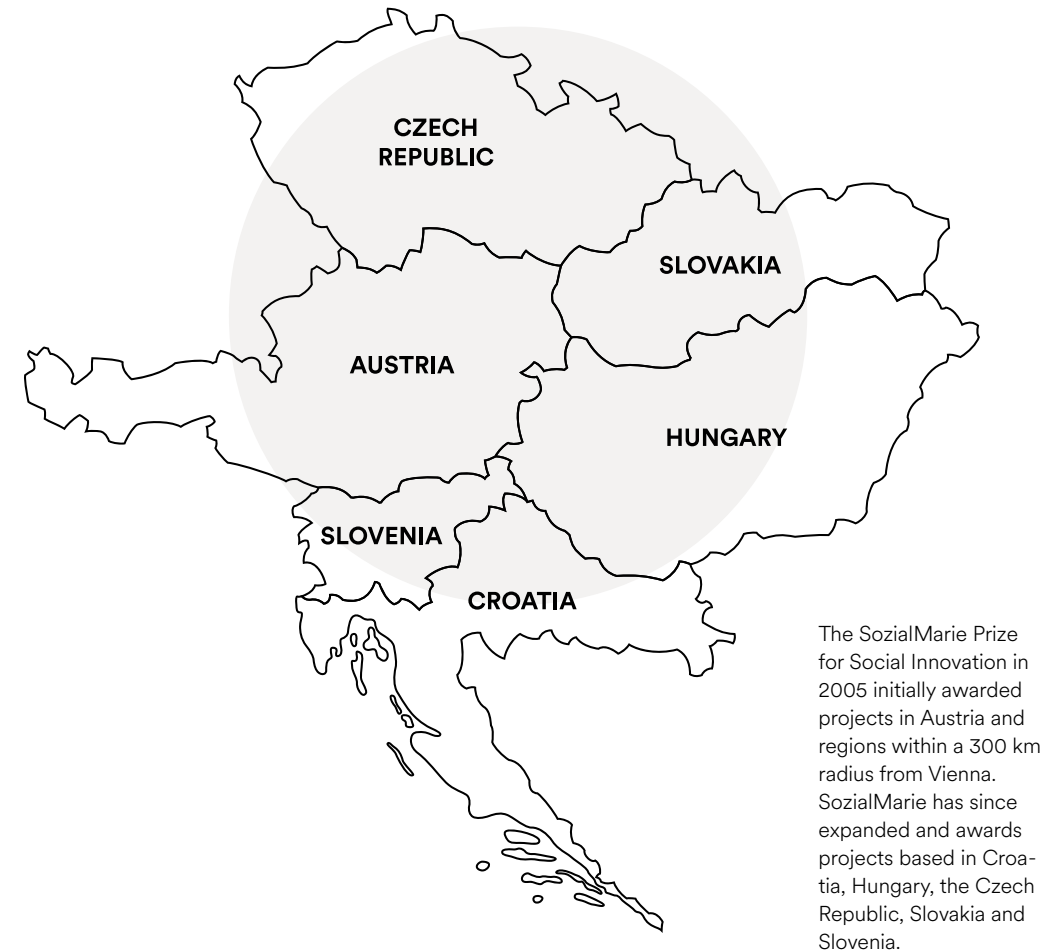 CZECH
REPUBLIC
SLOVAKIA
AUSTRIA
HUNGARY
SLOVENIA
CROATIA
The SozialMarie Prize
for Social Innovation in
2005 initially awarded
projects in Austria and
regions within a 300 km
radius from Vienna.
SozialMarie has since
expanded and awards
projects based in Croa-
tia, Hungary, the Czech
Republic, Slovakia and
Slovenia.